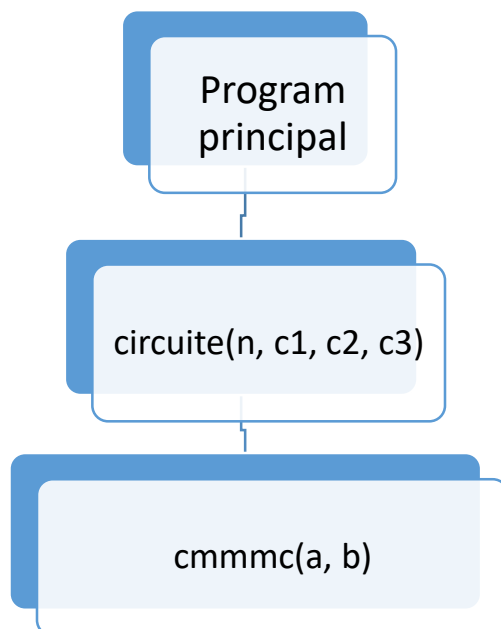 Program
principal
circuite(n, c1, c2, c3)
cmmmc(a, b)